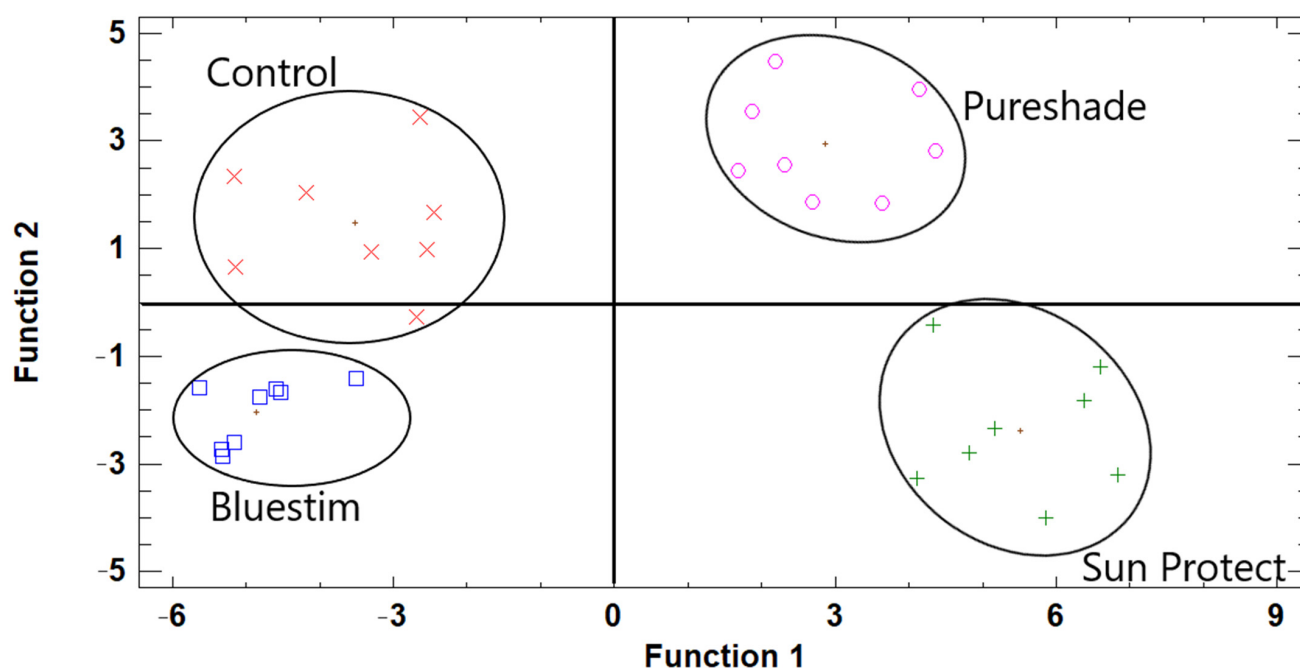 5
Control
Pureshade
3
1
Function 2
−1
−3
Bluestim
−5
Sun Protect
−6
−3
0
3
6
9
Function 1